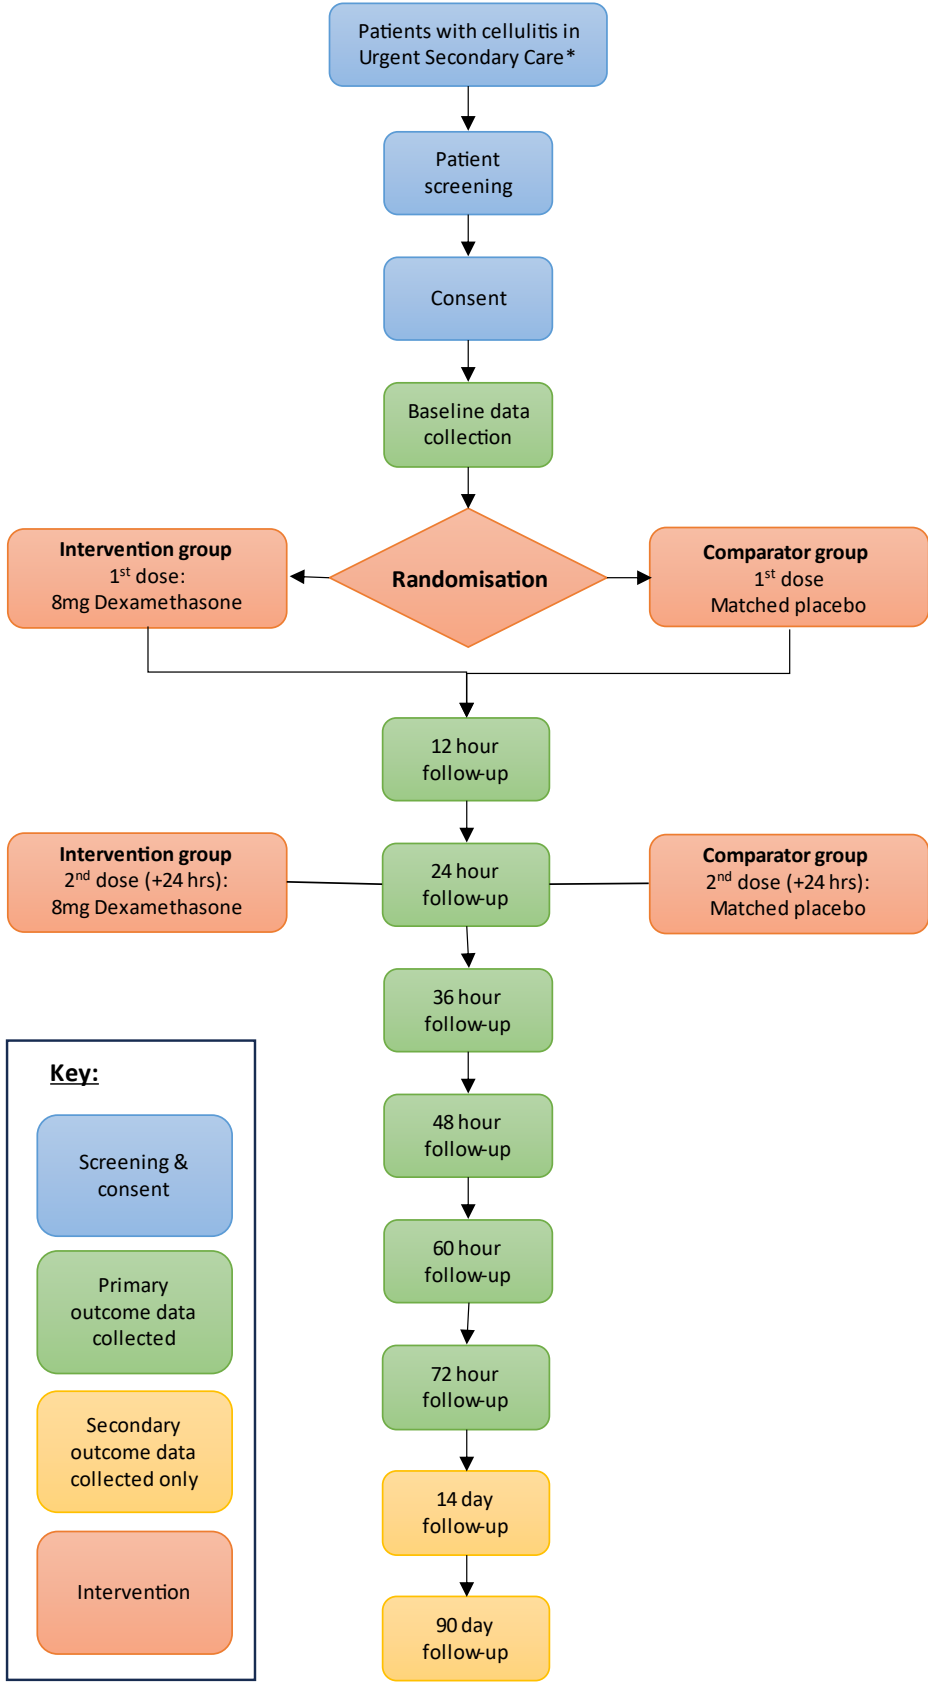 Patients with cellulitis in
Urgent Secondary Care*
Patient
screening
Consent
Baseline data
collection
Randomisation
Intervention group
1st dose:
8mg Dexamethasone
Comparator group
1st dose
Matched placebo
12 hour
follow-up
Intervention group
2nd dose (+24 hrs):
8mg Dexamethasone
24 hour
follow-up
Comparator group
2nd dose (+24 hrs):
Matched placebo
36 hour
follow-up
48 hour
follow-up
60 hour
follow-up
72 hour
follow-up
14 day
follow-up
90 day
follow-up
Key:
Screening &
consent
Primary
outcome data
collected
Secondary
outcome data
collected only
Intervention